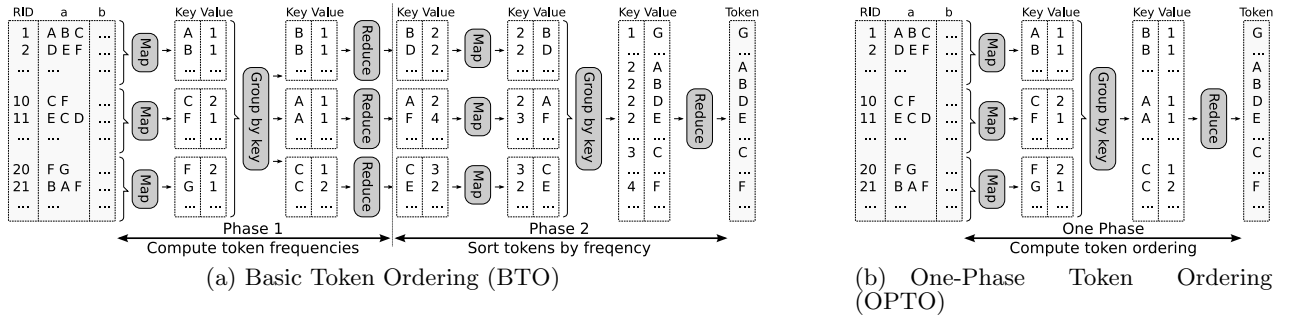 RID a b
1 A B C ...
2 D E F ...
... ...
10 C F ...
11 E C D ...
... ...
20 F G ...
21 B A F ...
... ...
Map
Map
Map
Key Value
A 1
B 1
... ...
C 2
F 1
... ...
F 2
G 1
... ...
Group by key
Key Value
B 1
B 1
... ...
A 1
A 1
... ...
C 1
C 2
... ...
Reduce
Reduce
Reduce
Key Value
B 2
D 2
... ...
A 2
F 4
... ...
C 3
E 2
... ...
Map
Map
Map
Key Value
2 B
2 D
... ...
2 A
3 F
... ...
3 C
2 E
... ...
Group by key
Key Value
1 G
... ...
2 A
2 B
2 D
2 E
... ...
3 C
... ...
4 F
... ...
Reduce
Token
G
...
A
B
D
E
...
C
...
F
...
Phase 1
Compute token frequencies
Phase 2
Sort tokens by freqency
(a) Basic Token Ordering (BTO)
RID a b
1 A B C ...
2 D E F ...
... ...
10 C F ...
11 E C D ...
... ...
20 F G ...
21 B A F ...
... ...
Map
Map
Map
Key Value
A 1
B 1
... ...
C 2
F 1
... ...
F 2
G 1
... ...
Group by key
Key Value
B 1
B 1
... ...
A 1
A 1
... ...
C 1
C 2
... ...
Reduce
Token
G
...
A
B
D
E
...
C
...
F
...
One Phase
Compute token ordering
(b) One-Phase Token Ordering
(OPTO)